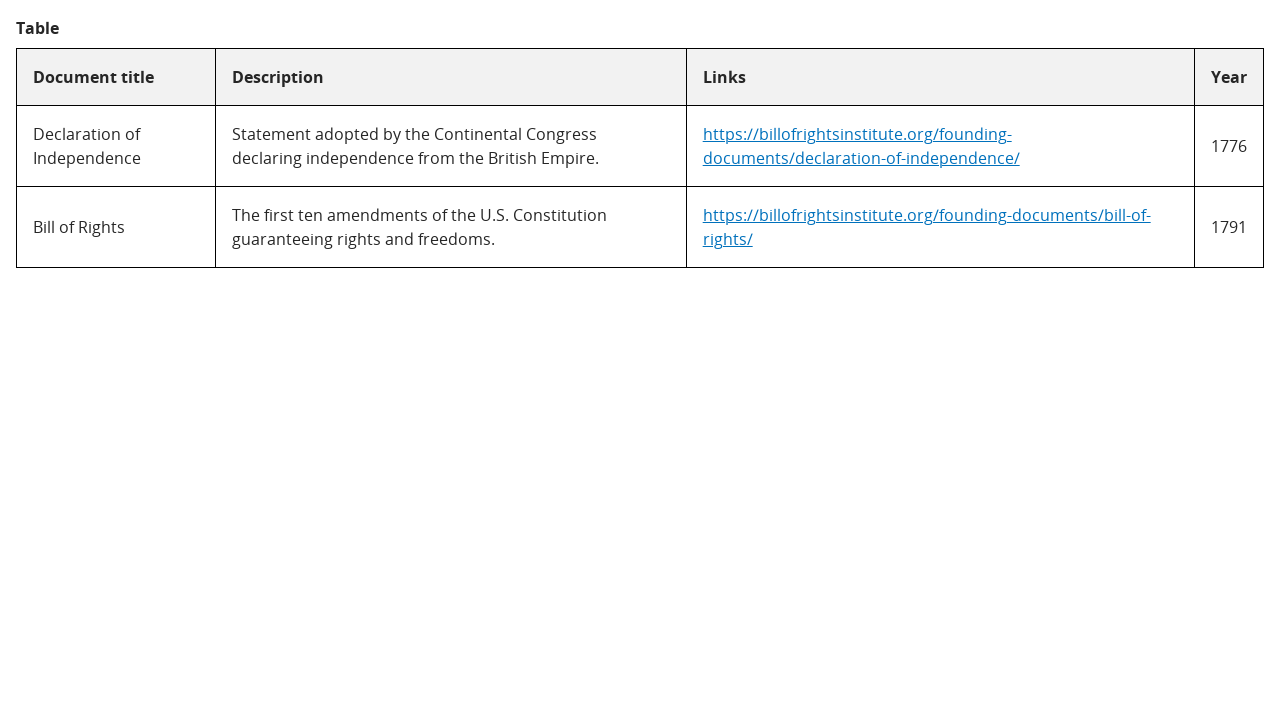 Table
Document title Description Links Year
Declaration of
Independence
Statement adopted by the Continental Congress
declaring independence from the British Empire.
https://billofrightsinstitute.org/founding-
documents/declaration-of-independence/
1776
Bill of Rights
The first ten amendments of the U.S. Constitution
guaranteeing rights and freedoms.
https://billofrightsinstitute.org/founding-documents/bill-of-
rights/
1791